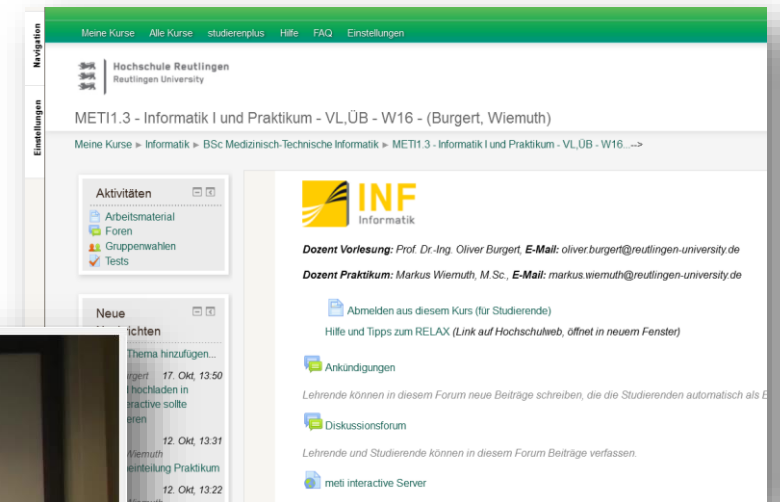 Navigation
Einstellungen
Meine Kurse Alle Kurse studierenplus Hilfe FAQ Einstellungen
Hochschule Reutlingen
Reutlingen University
METI1.3 - Informatik I und Praktikum - VL,ÜB - W16 - (Burgert, Wiemuth)
Meine Kurse ► Informatik ► BSc Medizinisch-Technische Informatik ► METI1.3 - Informatik I und Praktikum - VL,ÜB - W16...-->
Aktivitäten
Arbeitsmaterial
Foren
Gruppenwahlen
Tests
Neue
Thema hinzufügen...
17. Okt, 13:50
hochladen in
sollte
12. Okt, 13:31
Praktikum
12. Okt, 13:22
INF
Informatik
Dozent Vorlesung: Prof. Dr.-Ing. Oliver Burgert, E-Mail: oliver.burgert@reutlingen-university.de
Dozent Praktikum: Markus Wiemuth, M.Sc., E-Mail: markus.wiemuth@reutlingen-university.de
Abmelden aus diesem Kurs (für Studierende)
Hilfe und Tipps zum RELAX (Link auf Hochschulweb, öffnet in neuem Fenster)
Ankündigungen
Lehrende können in diesem Forum neue Beiträge schreiben, die die Studierenden automatisch als
Diskussionsforum
Lehrende und Studierende können in diesem Forum Beiträge verfassen.
meti interactive Server